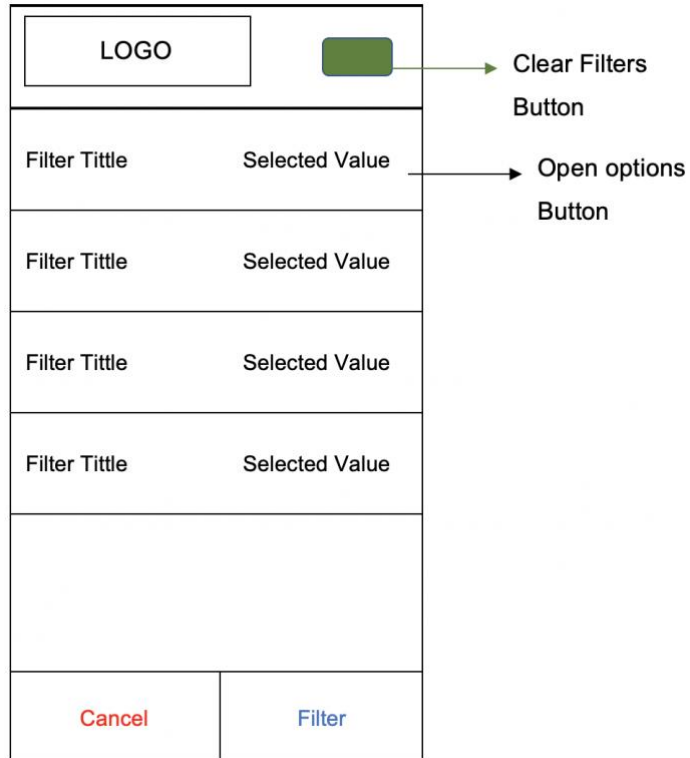 LOGO
Clear Filters
Button
Filter Tittle Selected Value
Open options
Button
Filter Tittle Selected Value
Filter Tittle Selected Value
Filter Tittle Selected Value
Cancel Filter